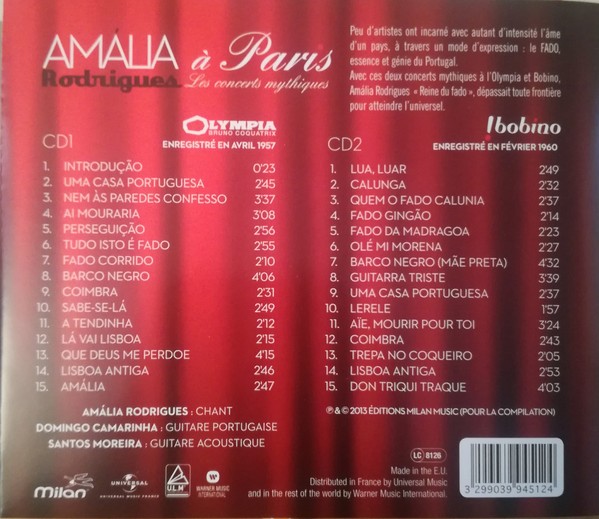 AMÁLIA à Paris
Rodrigues Les concerts mythiques
Peu d'artistes ont incarné avec autant d'intensité l'âme
d'un pays, à travers un mode d'expression : le FADO,
essence et génie du Portugal.
Avec ces deux concerts mythiques à l'Olympia et Bobino,
Amália Rodrigues « Reine du fado », dépassait toute frontière
pour atteindre l'universel.
OLYMPIA
BRUNO COQUATRIX
CD1 ENREGISTRÉ EN AVRIL 1957
1. INTRODUÇÃO 0'23
2. UMA CASA PORTUGUESA 2'45
3. NEM ÀS PAREDES CONFESSO 3'37
4. AI MOURARIA 3'08
5. PERSEGUIÇÃO 2'56
6. TUDO ISTO É FADO 2'55
7. FADO CORRIDO 2'10
8. BARCO NEGRO 4'06
9. COIMBRA 2'31
10. SABE-SE-LÁ 2'49
11. A TENDINHA 2'12
12. LÁ VAI LISBOA 2'15
13. QUE DEUS ME PERDOE 4'15
14. LISBOA ANTIGA 2'46
15. AMÁLIA 2'47
AMÁLIA RODRIGUES : CHANT
DOMINGO CAMARINHA : GUITARE PORTUGAISE
SANTOS MOREIRA : GUITARE ACOUSTIQUE
bobino
CD2 ENREGISTRÉ EN FÉVRIER 1960
1. LUA, LUAR 2'49
2. CALUNGA 2'32
3. QUEM O FADO CALUNIA 2'37
4. FADO GINGÃO 2'14
5. FADO DA MADRAGOA 2'23
6. OLÉ MI MORENA 2'27
7. BARCO NEGRO (MÃE PRETA) 4'32
8. GUITARRA TRISTE 3'39
9. UMA CASA PORTUGUESA 2'37
10. LERELE 1'57
11. AÏE, MOURIR POUR TOI 3'24
12. COIMBRA 2'43
13. TREPA NO COQUEIRO 2'05
14. LISBOA ANTIGA 2'53
15. DON TRIQUI TRAQUE 4'03
℗ & © 2013 ÉDITIONS MILAN MUSIC (POUR LA COMPILATION)
milan
UNIVERSAL
UNIVERSAL MUSIC FRANCE
U.L.M
WARNER MUSIC
INTERNATIONAL
LC 8126
Made in the E.U.
Distributed in France by Universal Music
and in the rest of the world by Warner Music International.
3 299039 945124